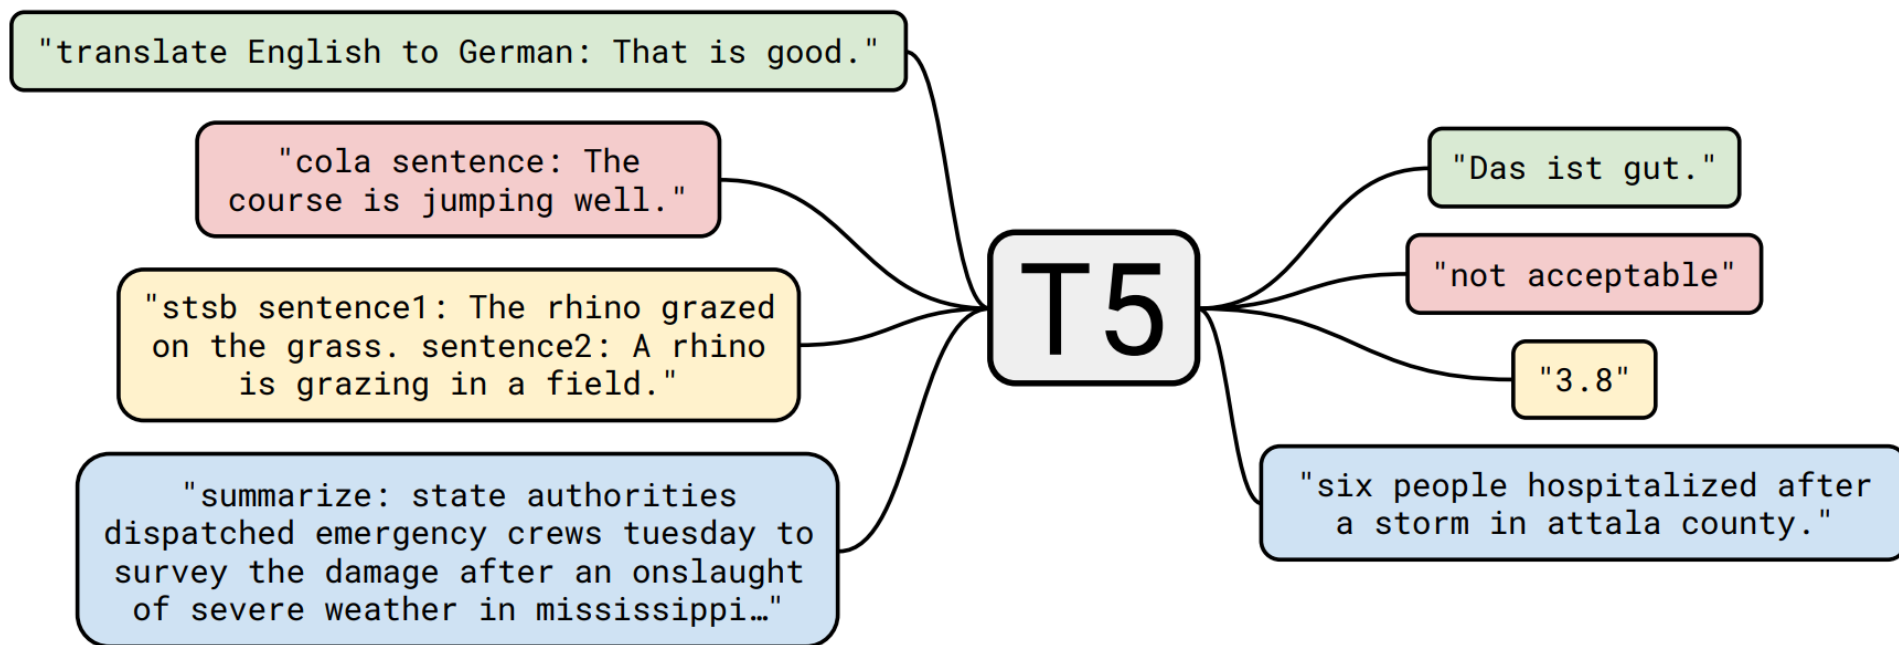 "translate English to German: That is good."
"cola sentence: The
course is jumping well."
"stsb sentence1: The rhino grazed
on the grass. sentence2: A rhino
is grazing in a field."
"summarize: state authorities
dispatched emergency crews tuesday to
survey the damage after an onslaught
of severe weather in mississippi…"
T5
"Das ist gut."
"not acceptable"
"3.8"
"six people hospitalized after
a storm in attala county."